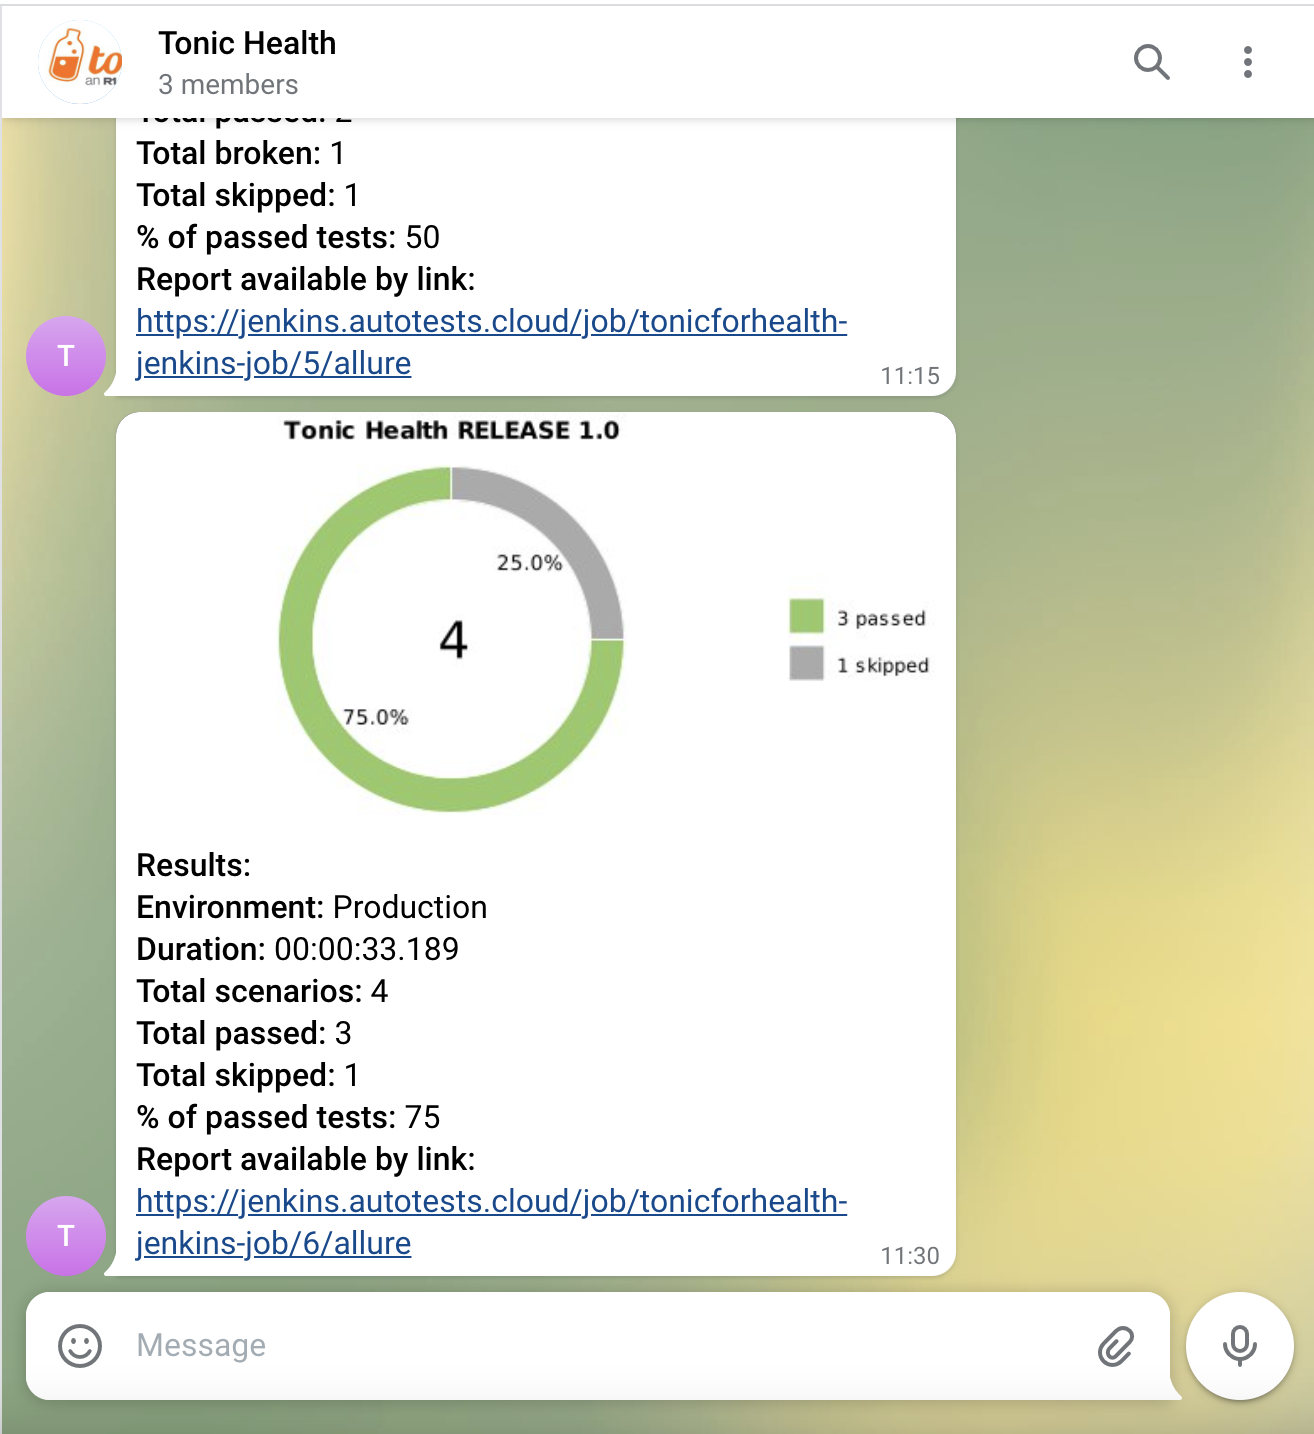 to
an R1
Tonic Health
3 members
Total passed: 2
Total broken: 1
Total skipped: 1
% of passed tests: 50
Report available by link:
https://jenkins.autotests.cloud/job/tonicforhealth-
jenkins-job/5/allure
T
11:15
Tonic Health RELEASE 1.0
25.0%
4
75.0%
3 passed
1 skipped
Results:
Environment: Production
Duration: 00:00:33.189
Total scenarios: 4
Total passed: 3
Total skipped: 1
% of passed tests: 75
Report available by link:
https://jenkins.autotests.cloud/job/tonicforhealth-
jenkins-job/6/allure
T
11:30
Message